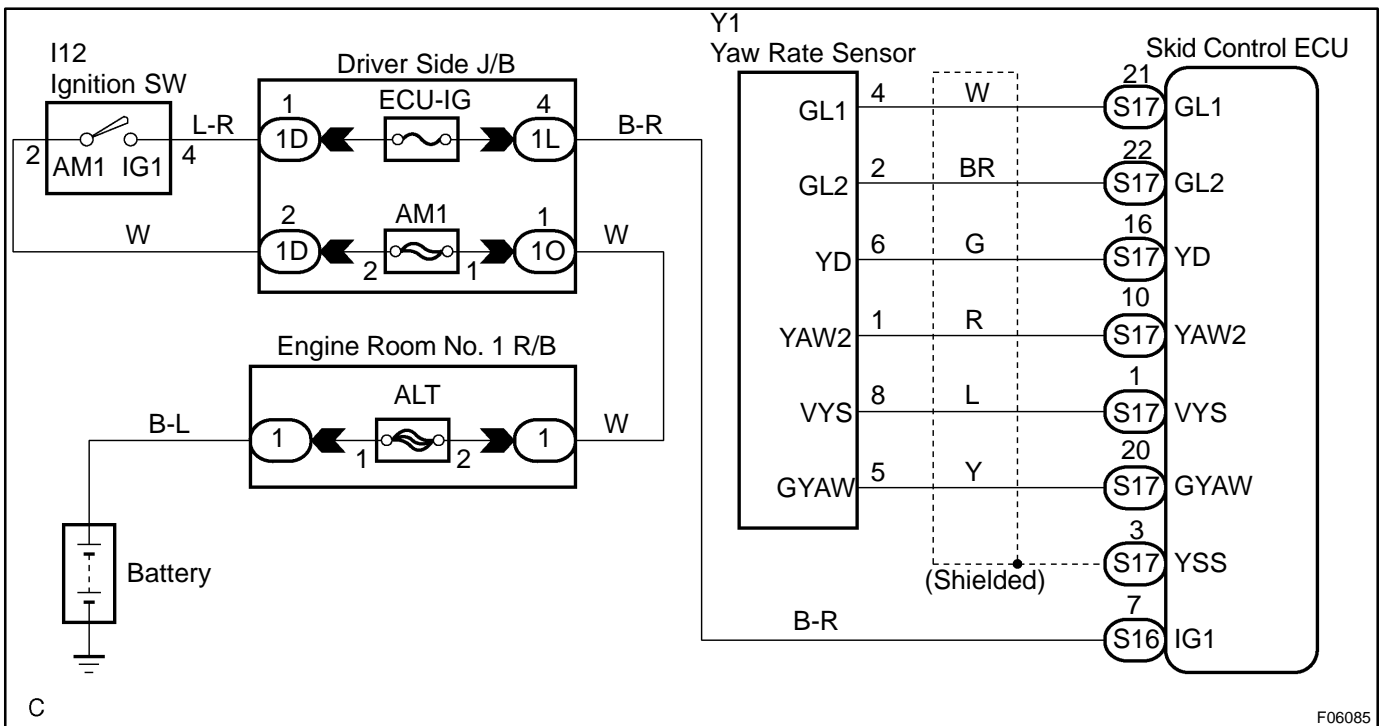 I12
Ignition SW
2
AM1 IG1
4
L-R
W
Driver Side J/B
1
1D
ECU-IG
4
1L
B-R
2
1D
AM1
2
1
1
1O
W
Engine Room No. 1 R/B
B-L
1
ALT
1
2
1
W
Battery
Y1
Yaw Rate Sensor
Skid Control ECU
GL1 4 W 21 S17 GL1
GL2 2 BR 22 S17 GL2
YD 6 G 16 S17 YD
YAW2 1 R 10 S17 YAW2
VYS 8 L 1 S17 VYS
GYAW 5 Y 20 S17 GYAW
(Shielded) 3 S17 YSS
B-R 7 S16 IG1
C
F06085